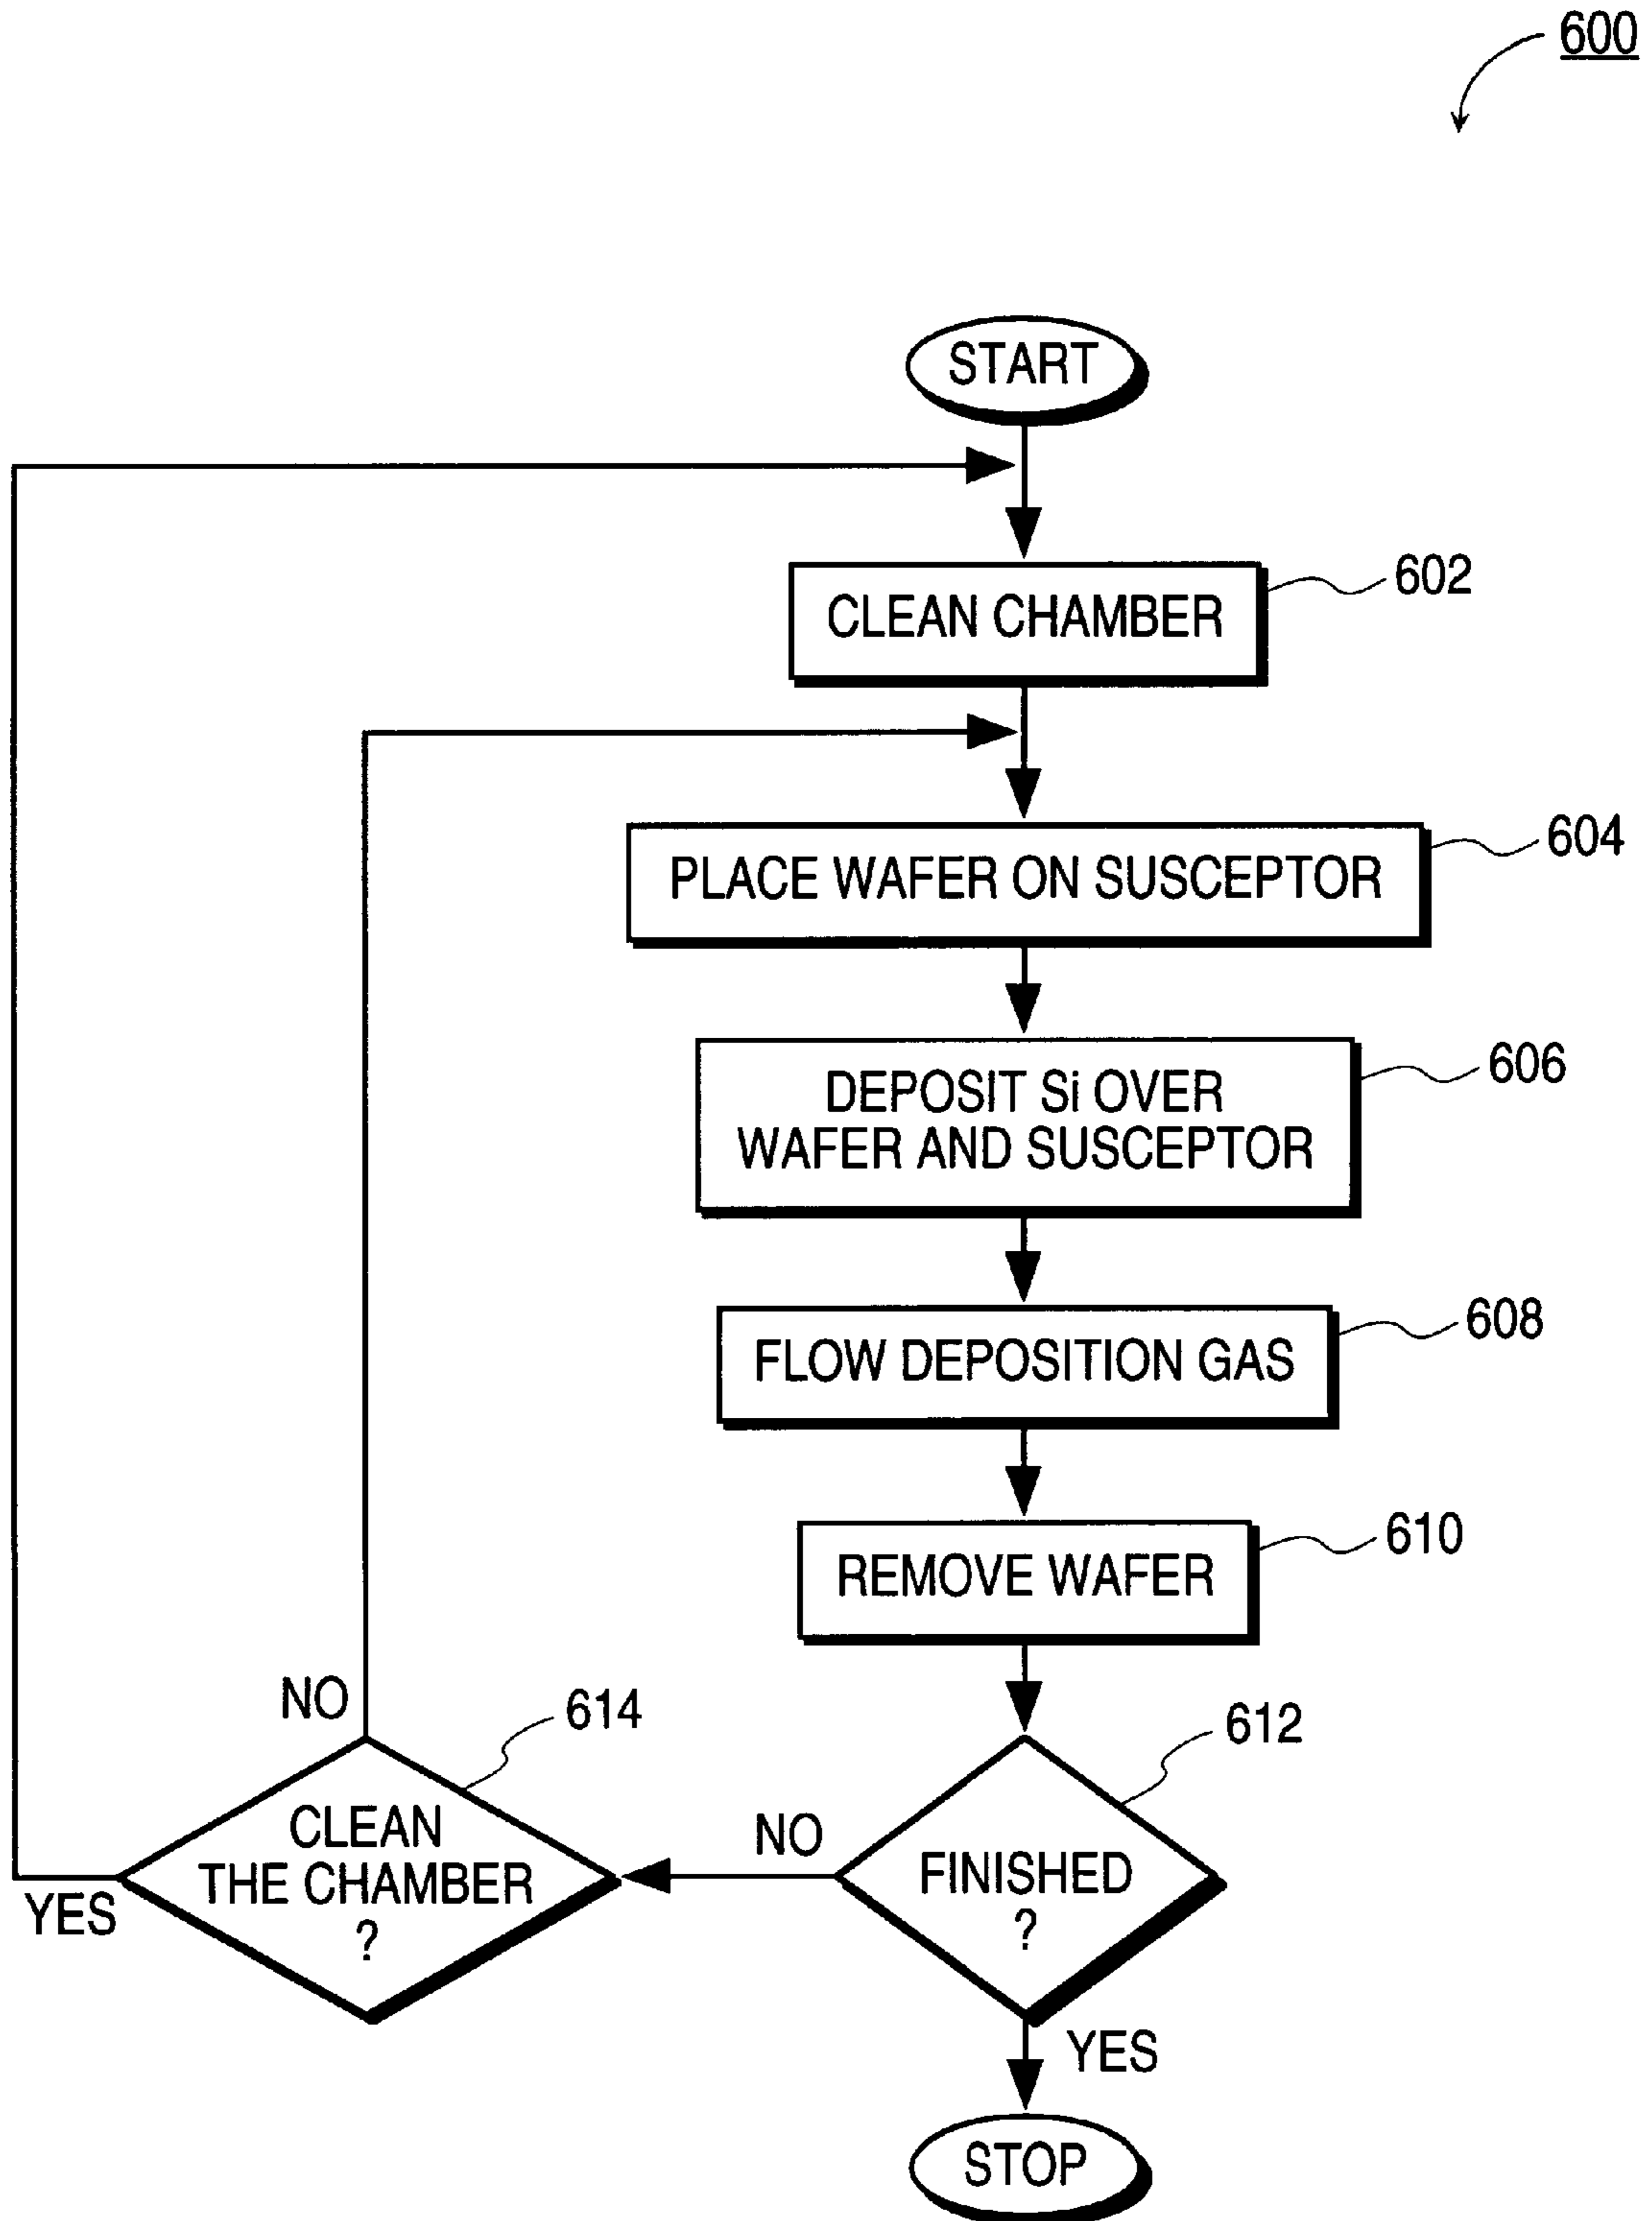 600
START
CLEAN CHAMBER
602
PLACE WAFER ON SUSCEPTOR
604
DEPOSIT Si OVER
WAFER AND SUSCEPTOR
606
FLOW DEPOSITION GAS
608
REMOVE WAFER
610
NO
614
612
CLEAN
THE CHAMBER
?
YES
NO
FINISHED
?
YES
STOP